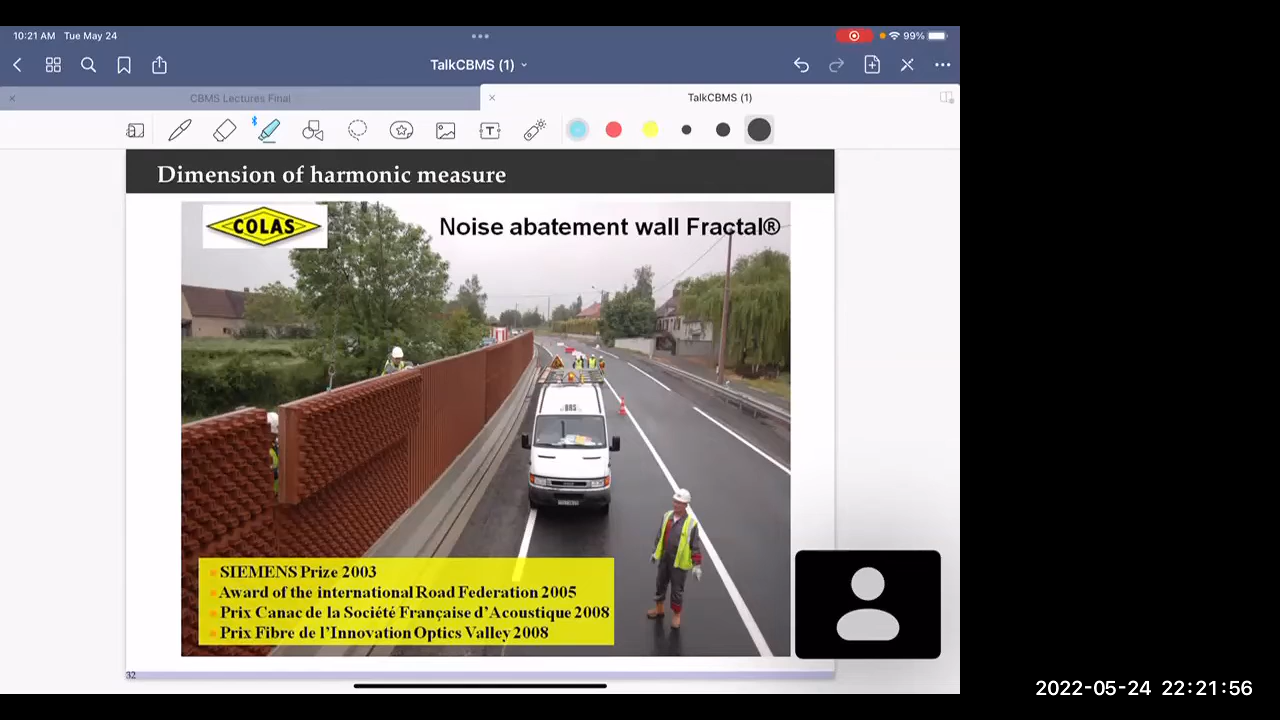 10:21 AM Tue May 24
99%
TalkCBMS (1)
CBMS Lectures Final
TalkCBMS (1)
T
Dimension of harmonic measure
COLAS
Noise abatement wall Fractal®
BRS
SIEMENS Prize 2003
Award of the international Road Federation 2005
Prix Canac de la Société Française d'Acoustique 2008
Prix Fibre de l'Innovation Optics Valley 2008
32
2022-05-24 22:21:56